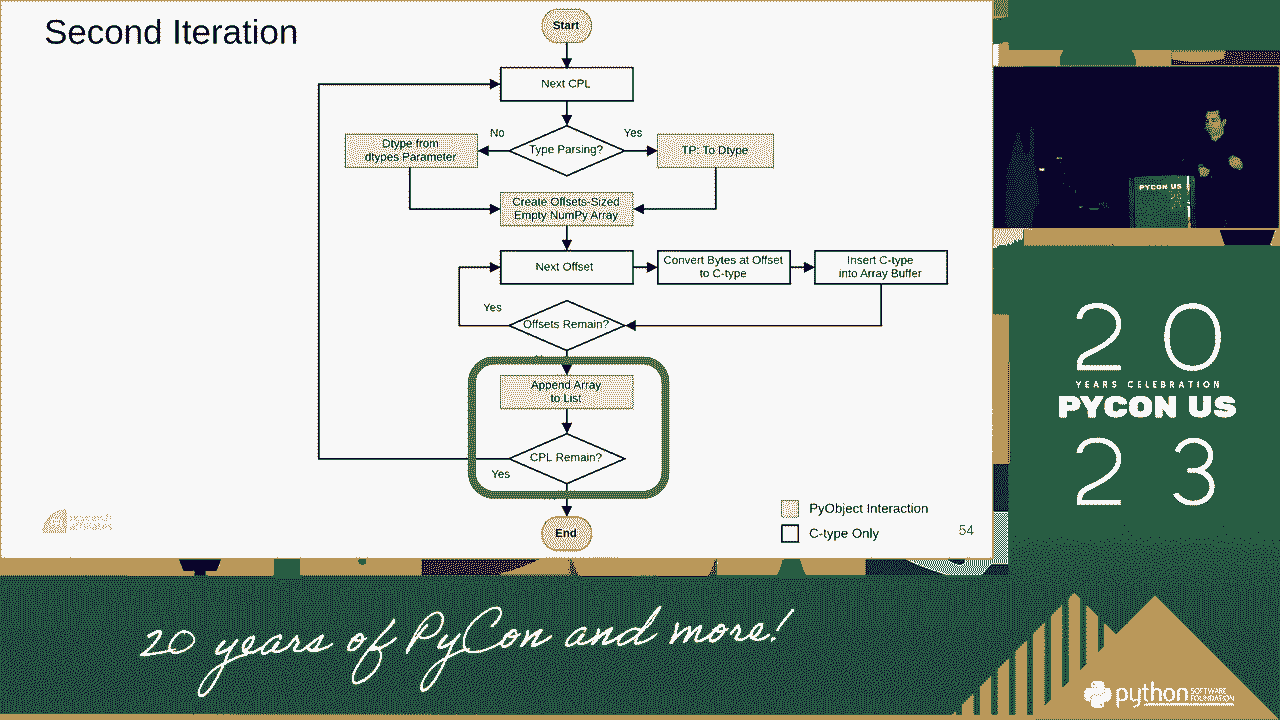 Second Iteration
Start
Next CPL
No
Yes
Dtype from
dtypes Parameter
Type Parsing?
TP: To Dtype
Create Offsets-Sized
Empty NumPy Array
Next Offset
Convert Bytes at Offset
to C-type
Insert C-type
into Array Buffer
Yes
Offsets Remain?
Append Array
to List
CPL Remain?
Yes
End
PyObject Interaction
C-type Only
54
PYCON US
20
YEARS CELEBRATION
PYCON US
23
20 years of PyCon and more!
python
SOFTWARE
FOUNDATION